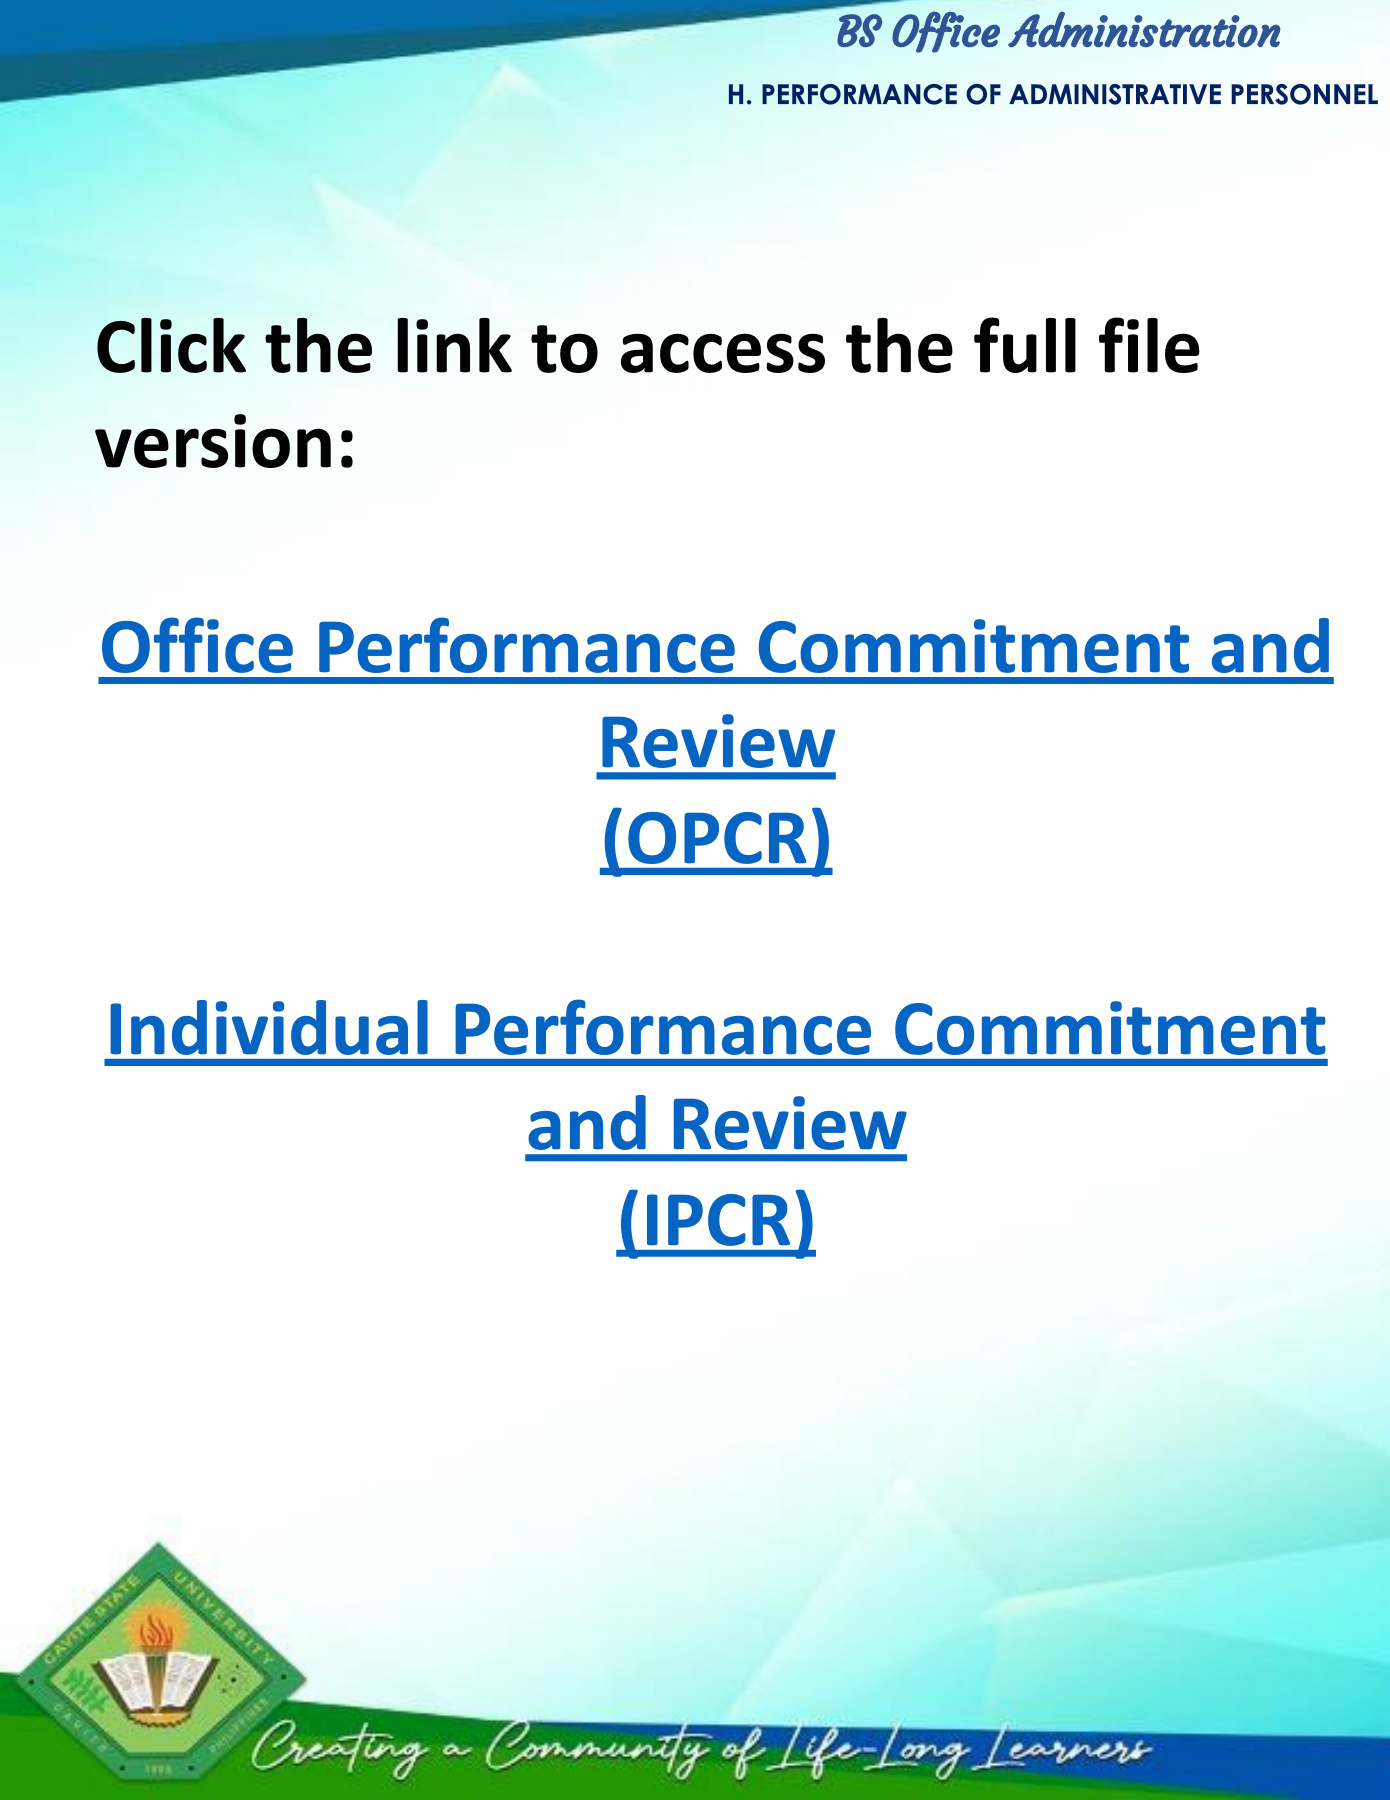 BS Office Administration
H. PERFORMANCE OF ADMINISTRATIVE PERSONNEL
Click the link to access the full file
version:
Office Performance Commitment and
Review
(OPCR)
Individual Performance Commitment
and Review
(IPCR)
CAVITE STATE UNIVERSITY
CAVITE
1906
PHILIPPINES
Creating a Community of Life-Long Learners